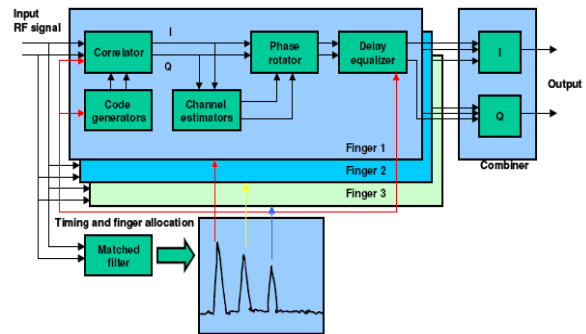 Input
RF signal
I
Q
Correlator
Phase
rotator
Delay
equalizer
I
Code
generators
Channel
estimators
Output
Q
Finger 1
Combiner
Finger 2
Finger 3
Timing and finger allocation
Matched
filter